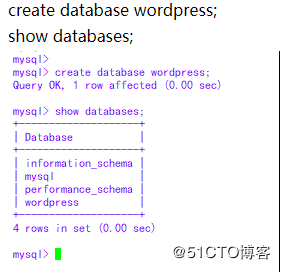 create database wordpress;
show databases;
mysql>
mysql> create database wordpress;
Query OK, 1 row affected (0.00 sec)
mysql> show databases;
+--------------------+
| Database           |
+--------------------+
| information_schema |
| mysql              |
| performance_schema |
| wordpress          |
+--------------------+
4 rows in set (0.00 sec)
mysql>
@51CTO博客